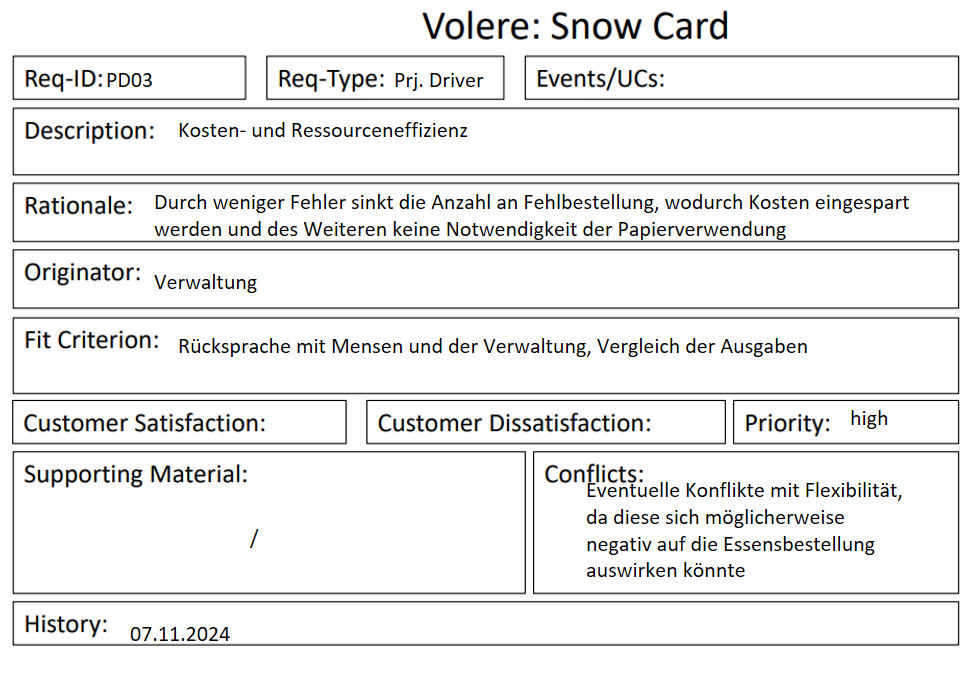 Volere: Snow Card
Req-ID: PD03
Req-Type: Prj. Driver
Events/UCs:
Description: Kosten- und Ressourceneffizienz
Rationale: Durch weniger Fehler sinkt die Anzahl an Fehlbestellung, wodurch Kosten eingespart
werden und des Weiteren keine Notwendigkeit der Papierverwendung
Originator: Verwaltung
Fit Criterion: Rücksprache mit Mensen und der Verwaltung, Vergleich der Ausgaben
Customer Satisfaction:
Customer Dissatisfaction:
Priority: high
Supporting Material:
/
Conflicts:
Eventuelle Konflikte mit Flexibilität,
da diese sich möglicherweise
negativ auf die Essensbestellung
auswirken könnte
History: 07.11.2024